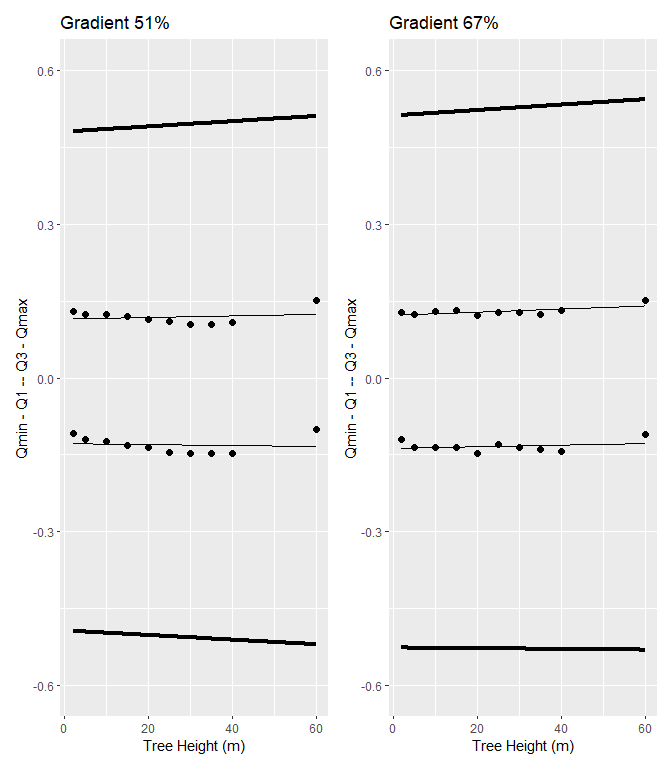 Gradient 51%
Gradient 67%
Qmin - Q1 -- Q3 - Qmax
0.6
0.3
0.0
-0.3
-0.6
0 20 40 60
Tree Height (m)
Qmin - Q1 -- Q3 - Qmax
0.6
0.3
0.0
-0.3
-0.6
0 20 40 60
Tree Height (m)